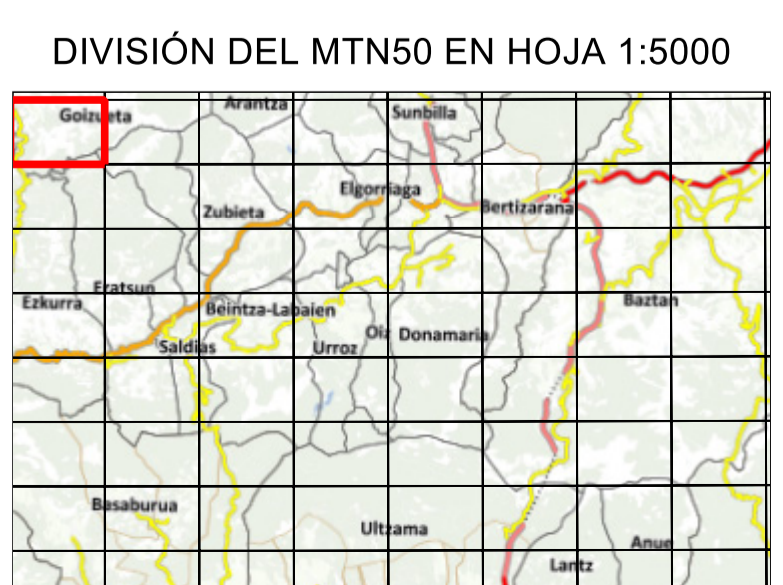 DIVISIÓN DEL MTN50 EN HOJA 1:5000
Arantza
Goizueta
Sunbilla
Elgorriaga
Zubieta
Bertizarana
Eratsun
Ezkurra
Baztan
Beintza-Labaien
Oiz
Donamaria
Saldias
Urroz
Basaburua
Ultzama
Anue
Lantz